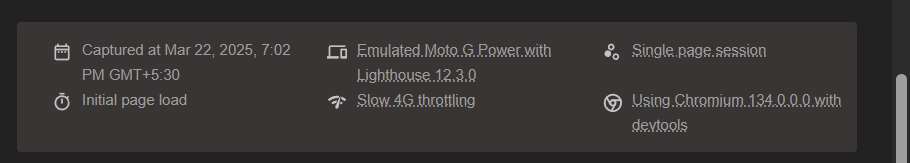 Captured at Mar 22, 2025, 7:02
PM GMT+5:30
Emulated Moto G Power with
Lighthouse 12.3.0
Single page session
Initial page load
Slow 4G throttling
Using Chromium 134.0.0.0 with
devtools